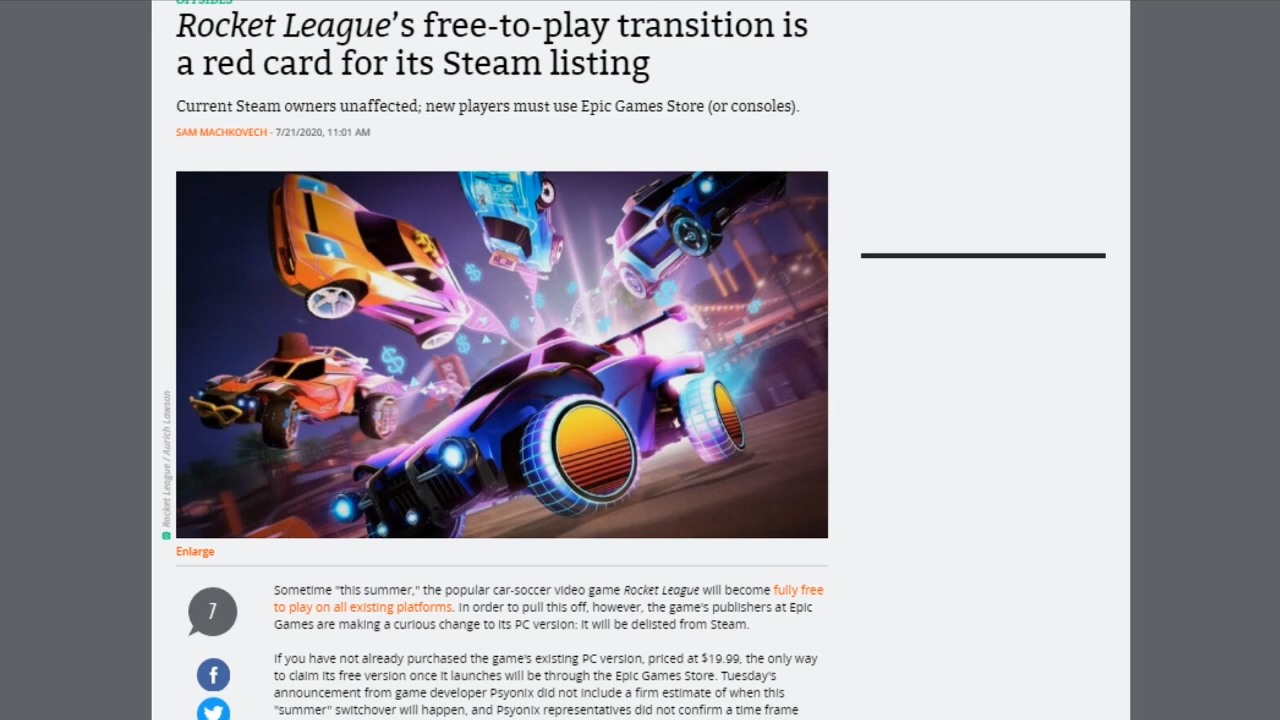 OFFSIDES
Rocket League's free-to-play transition is
a red card for its Steam listing
Current Steam owners unaffected; new players must use Epic Games Store (or consoles).
SAM MACHKOVECH - 7/21/2020, 11:01 AM
Rocket League / Aurich Lawson
Enlarge
7
Sometime "this summer," the popular car-soccer video game Rocket League will become fully free
to play on all existing platforms. In order to pull this off, however, the game's publishers at Epic
Games are making a curious change to its PC version: it will be delisted from Steam.
If you have not already purchased the game's existing PC version, priced at $19.99, the only way
to claim its free version once it launches will be through the Epic Games Store. Tuesday's
announcement from game developer Psyonix did not include a firm estimate of when this
"summer" switchover will happen, and Psyonix representatives did not confirm a time frame